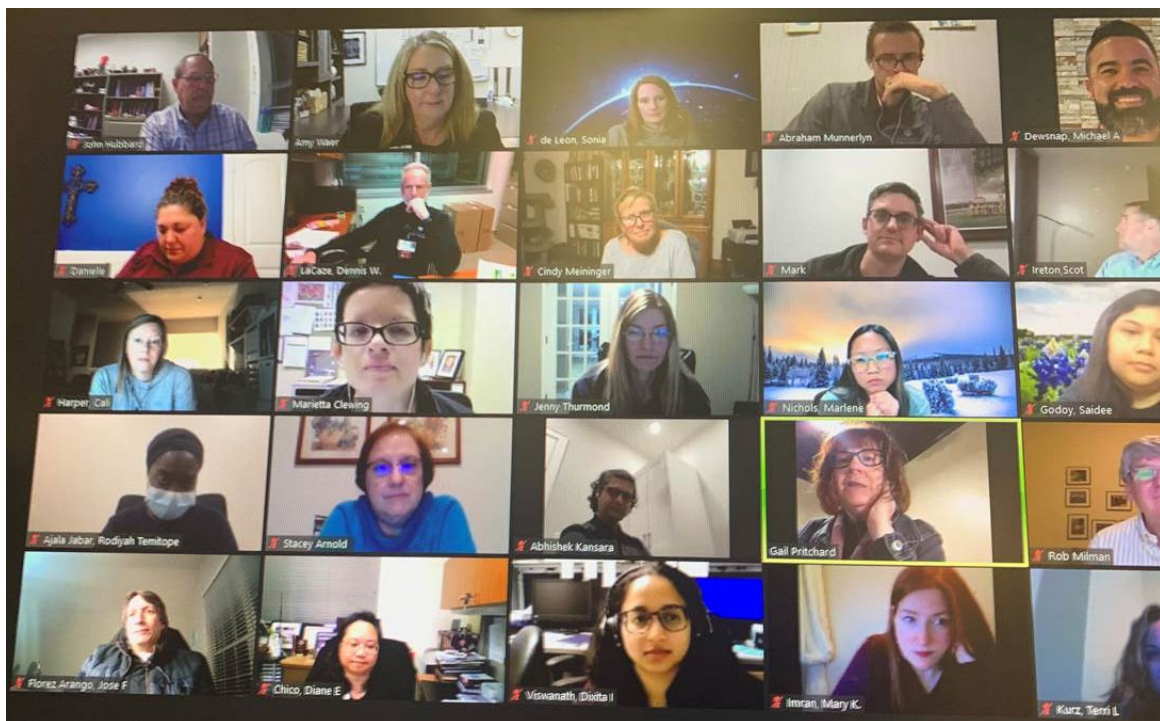 John Hubbard
Amy Waer
de Leon, Sonia
Abraham Munnerlyn
Dewsnap, Michael A
Danielle
LaCaze, Dennis W.
Cindy Meininger
Mark
Ireton,Scot
Harper, Cali
Marietta Clewing
Jenny Thurmond
Nichols, Marlene
Godoy, Saidee
Ajala Jabar, Rodiyah Temitope
Stacey Arnold
Abhishek Kansara
Gail Pritchard
Rob Milman
Florez Arango, Jose F
Chico, Diane E
Viswanath, Dixita I
Imran, Mary K.
Kurz, Terri L